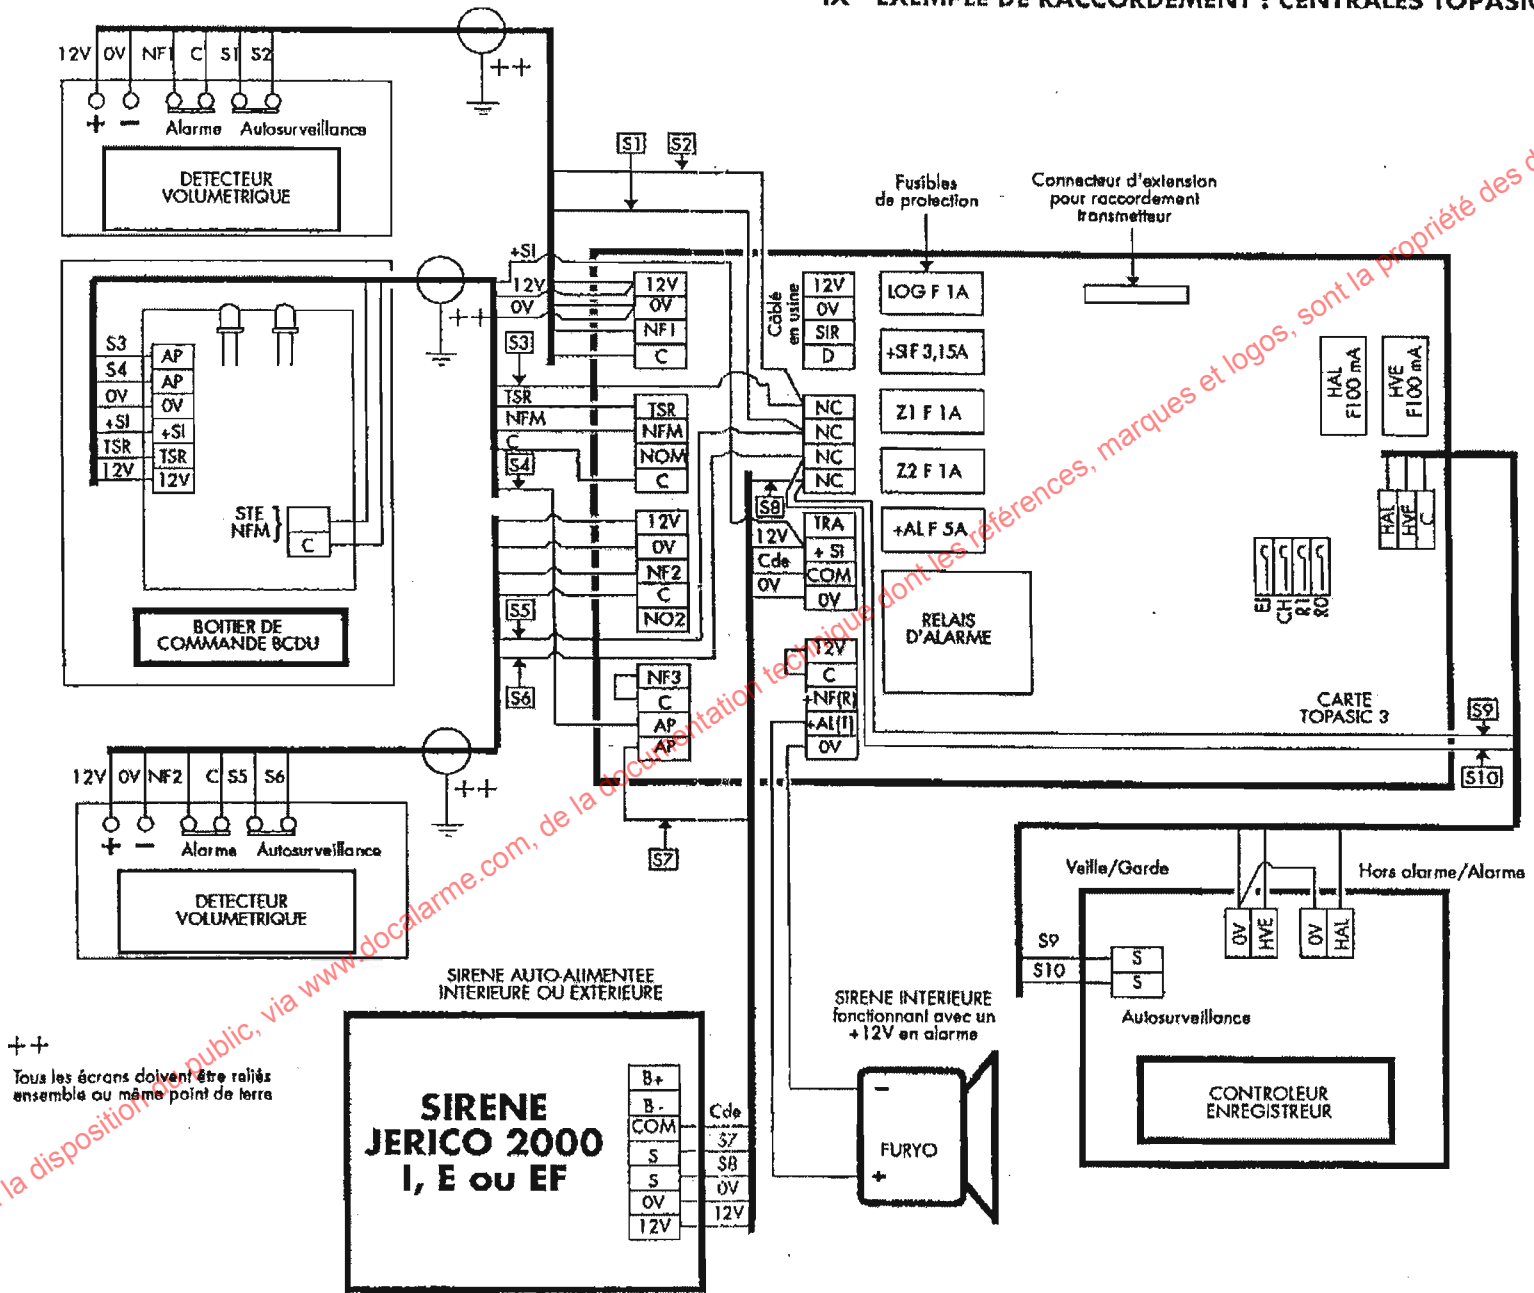 IX - EXEMPLE DE RACCORDEMENT : CENTRALES TOPASIC
12V 0V NF1 C S1 S2
++
+ − Alarme Autosurveillance
DETECTEUR
VOLUMETRIQUE
S1 S2
Fusibles
de protection
Connecteur d'extension
pour raccordement
transmetteur
+SI
12V
0V
++
S3
TSR
NFM
C
S4
S5
S6
12V
0V
NF1
C
TSR
NFM
NOM
C
12V
0V
NF2
C
NO2
NF3
C
AP
AP
S7
Câblé
en usine
12V
0V
SIR
D
NC
NC
NC
NC
S8
12V
Cde
0V
TRA
+ SI
COM
0V
12V
C
+NF(R)
+AL(I)
0V
LOG F 1A
+SI F 3,15A
Z1 F 1A
Z2 F 1A
+AL F 5A
RELAIS
D'ALARME
HAL
F100 mA
HVE
F100 mA
HAL
HVE
C
EJ
CH
R1
R0
CARTE
TOPASIC 3
S9
S10
S3
S4
0V
+SI
TSR
12V
AP
AP
0V
+SI
TSR
12V
STE
NFM
C
BOITIER DE
COMMANDE BCDU
12V 0V NF2 C S5 S6
++
+ − Alarme Autosurveillance
DETECTEUR
VOLUMETRIQUE
++
Tous les écrans doivent être reliés
ensemble au même point de terre
SIRENE AUTO-ALIMENTEE
INTERIEURE OU EXTERIEURE
SIRENE
JERICO 2000
I, E ou EF
B+
B-
COM
S
S
0V
12V
Cde
S7
S8
0V
12V
SIRENE INTERIEURE
fonctionnant avec un
+12V en alarme
−
FURYO
+
Veille/Garde
Hors alarme/Alarme
0V
HVE
0V
HAL
S9
S10
S
S
Autosurveillance
CONTROLEUR
ENREGISTREUR
la disposition du public, via www.docalarme.com, de la documentation technique dont les références, marques et logos, sont la propriété des